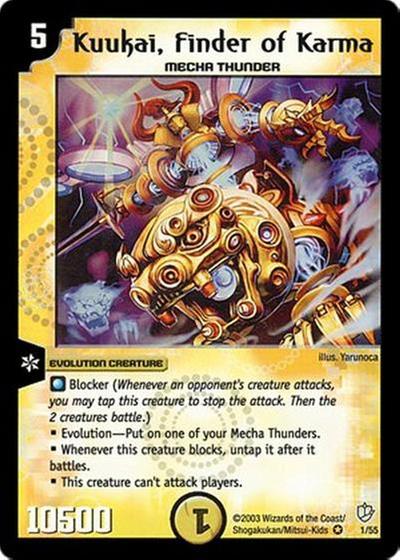 5 Kuukai, Finder of Karma
MECHA THUNDER
illus. Yarunoca
EVOLUTION CREATURE
Blocker (Whenever an opponent's creature attacks,
you may tap this creature to stop the attack. Then the
2 creatures battle.)
▪ Evolution—Put on one of your Mecha Thunders.
▪ Whenever this creature blocks, untap it after it
battles.
▪ This creature can't attack players.
10500 1
©2003 Wizards of the Coast/
Shogakukan/Mitsui-Kids 1/55